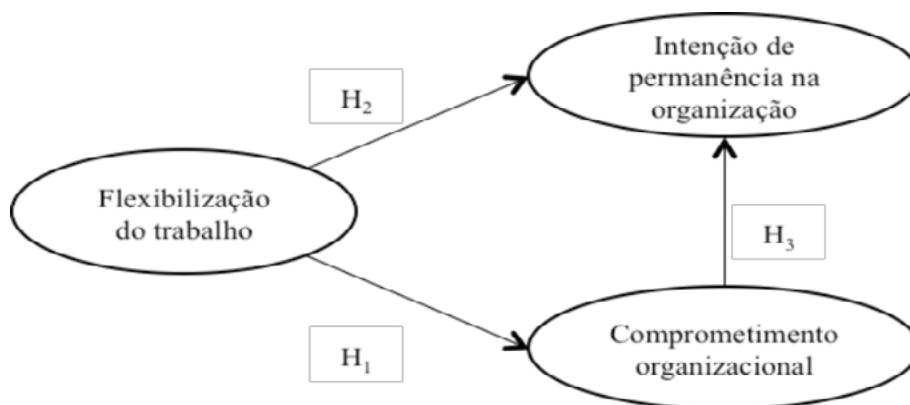 Intenção de
permanência na
organização
H₂
Flexibilização
do trabalho
H₃
H₁
Comprometimento
organizacional